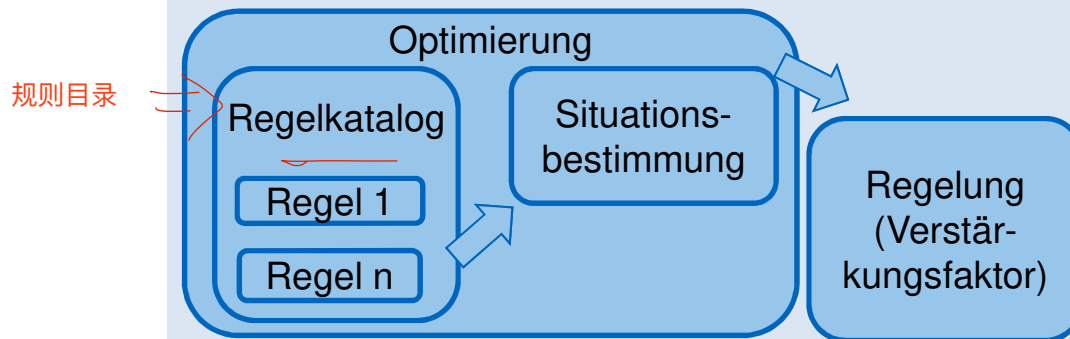 Optimierung
规则目录
Regelkatalog
Regel 1
Regel n
Situations-
bestimmung
Regelung
(Verstär-
kungsfaktor)